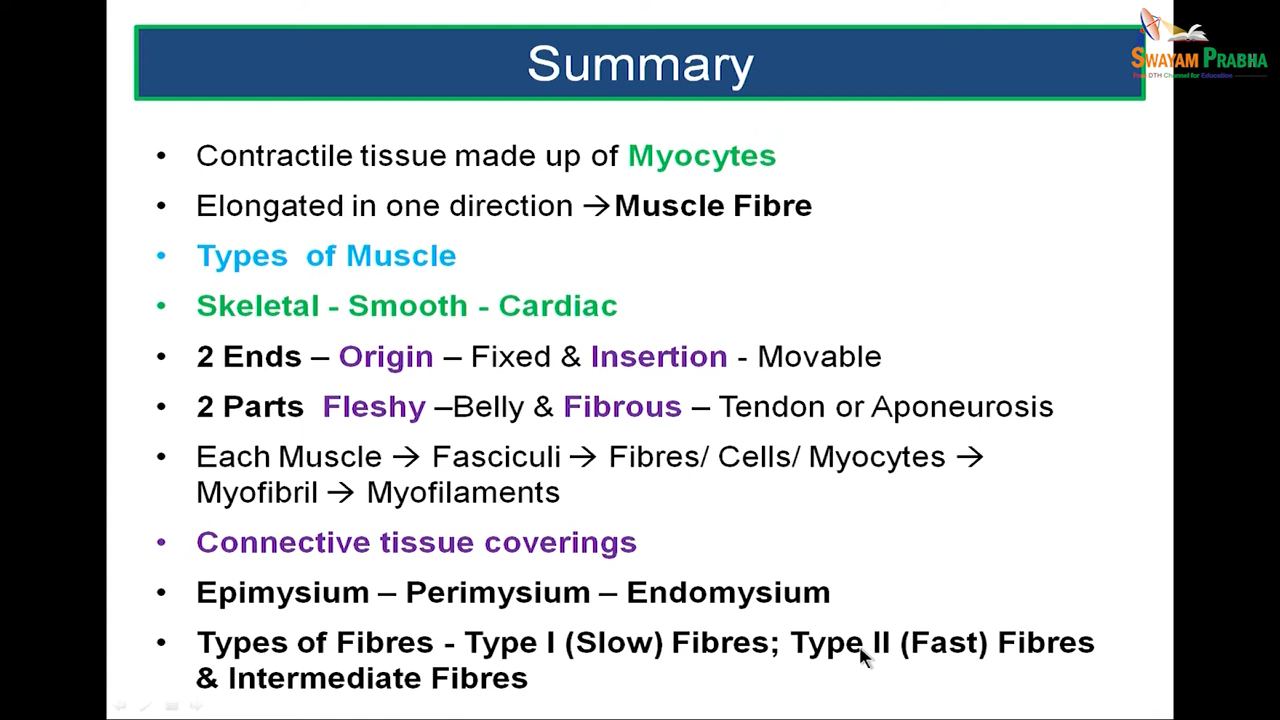 Summary
SWAYAM PRABHA
Free DTH Channel for Education
• Contractile tissue made up of Myocytes
• Elongated in one direction → Muscle Fibre
• Types of Muscle
• Skeletal - Smooth - Cardiac
• 2 Ends – Origin – Fixed & Insertion - Movable
• 2 Parts Fleshy –Belly & Fibrous – Tendon or Aponeurosis
• Each Muscle → Fasciculi → Fibres/ Cells/ Myocytes →
Myofibril → Myofilaments
• Connective tissue coverings
• Epimysium – Perimysium – Endomysium
• Types of Fibres - Type I (Slow) Fibres; Type II (Fast) Fibres
& Intermediate Fibres